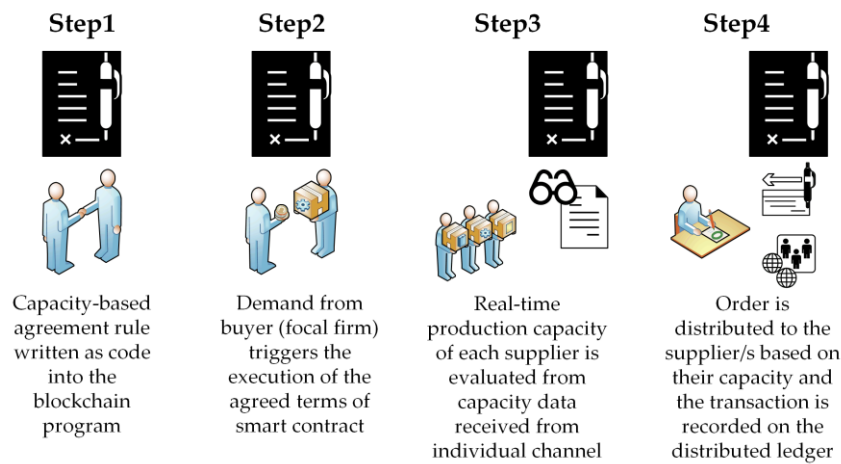 Step1
Capacity-based
agreement rule
written as code
into the
blockchain
program
Step2
Demand from
buyer (focal firm)
triggers the
execution of the
agreed terms of
smart contract
Step3
Real-time
production capacity
of each supplier is
evaluated from
capacity data
received from
individual channel
Step4
Order is
distributed to the
supplier/s based on
their capacity and
the transaction is
recorded on the
distributed ledger